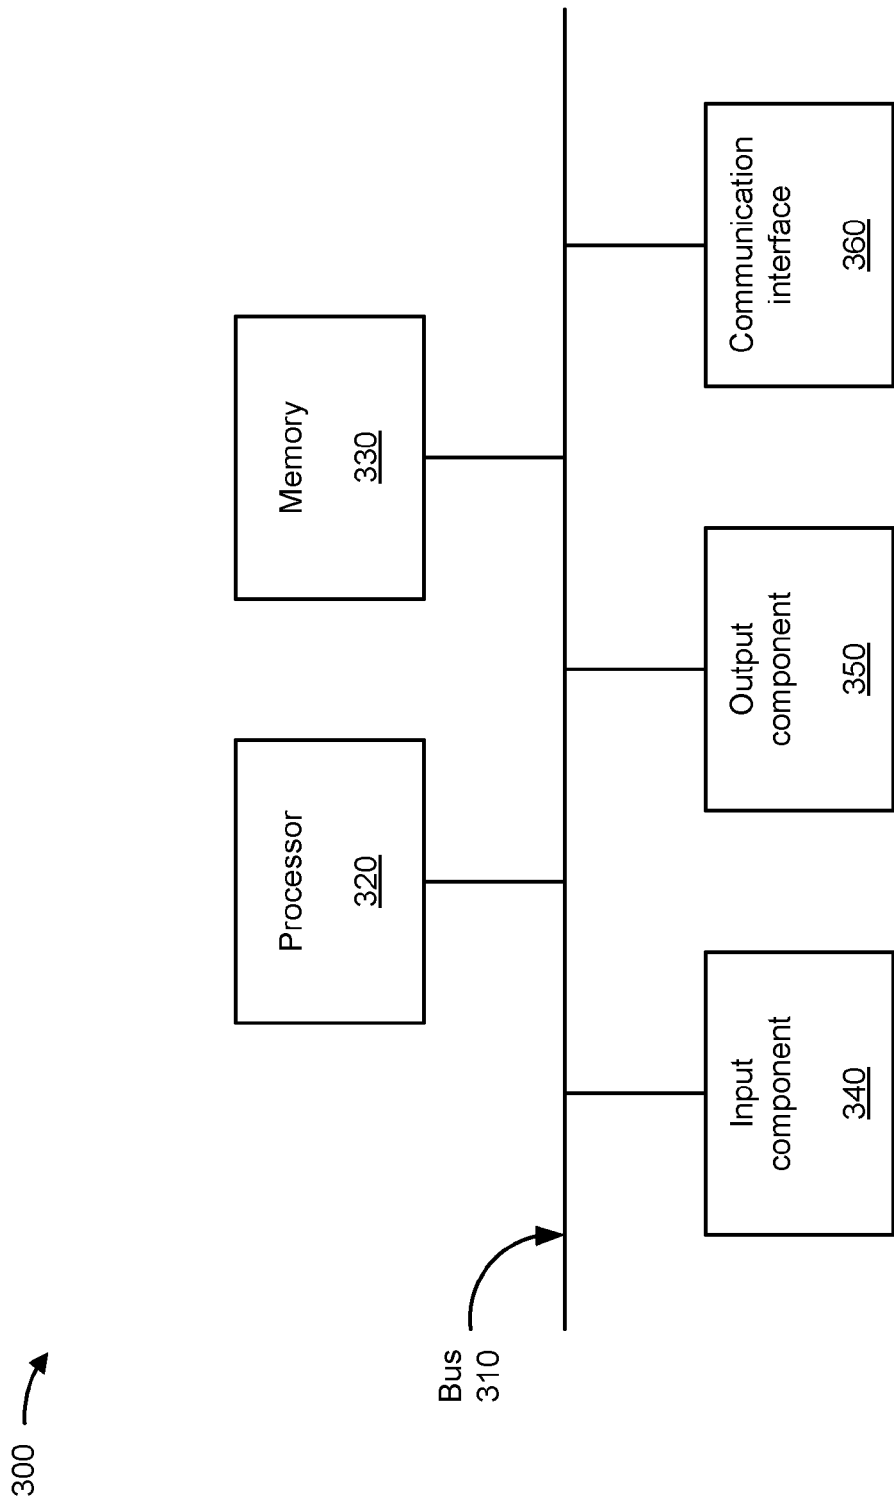 300
Processor
320
Memory
330
Bus
310
Input
component
340
Output
component
350
Communication
interface
360